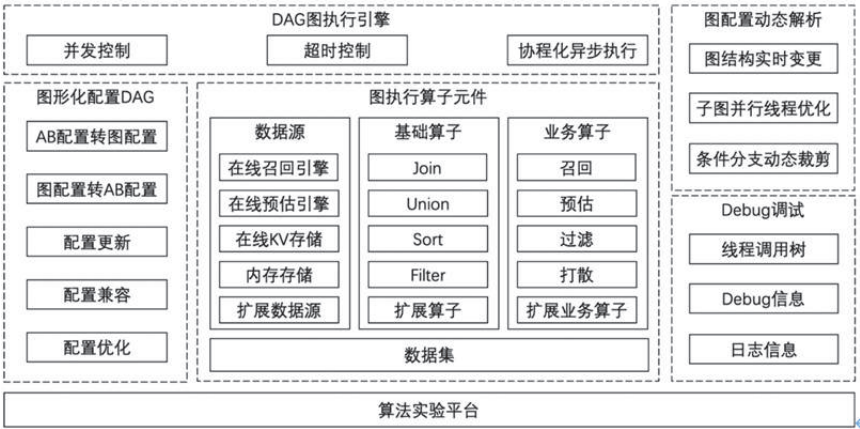 DAG图执行引擎
并发控制
超时控制
协程化异步执行
图配置动态解析
图结构实时变更
子图并行线程优化
条件分支动态裁剪
图形化配置DAG
AB配置转图配置
图配置转AB配置
配置更新
配置兼容
配置优化
图执行算子元件
数据源
在线召回引擎
在线预估引擎
在线KV存储
内存存储
扩展数据源
基础算子
Join
Union
Sort
Filter
扩展算子
业务算子
召回
预估
过滤
打散
扩展业务算子
数据集
Debug调试
线程调用树
Debug信息
日志信息
算法实验平台